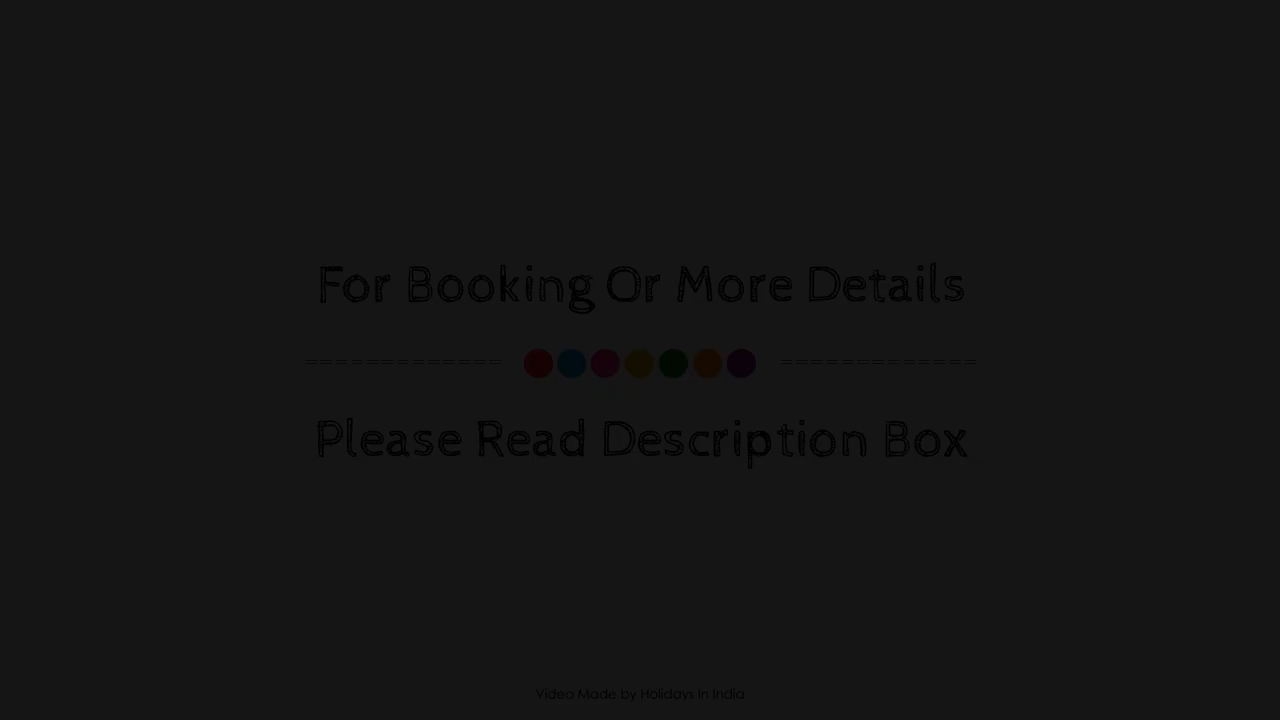 For Booking Or More Details
Please Read Description Box
Video Made by Holidays In India